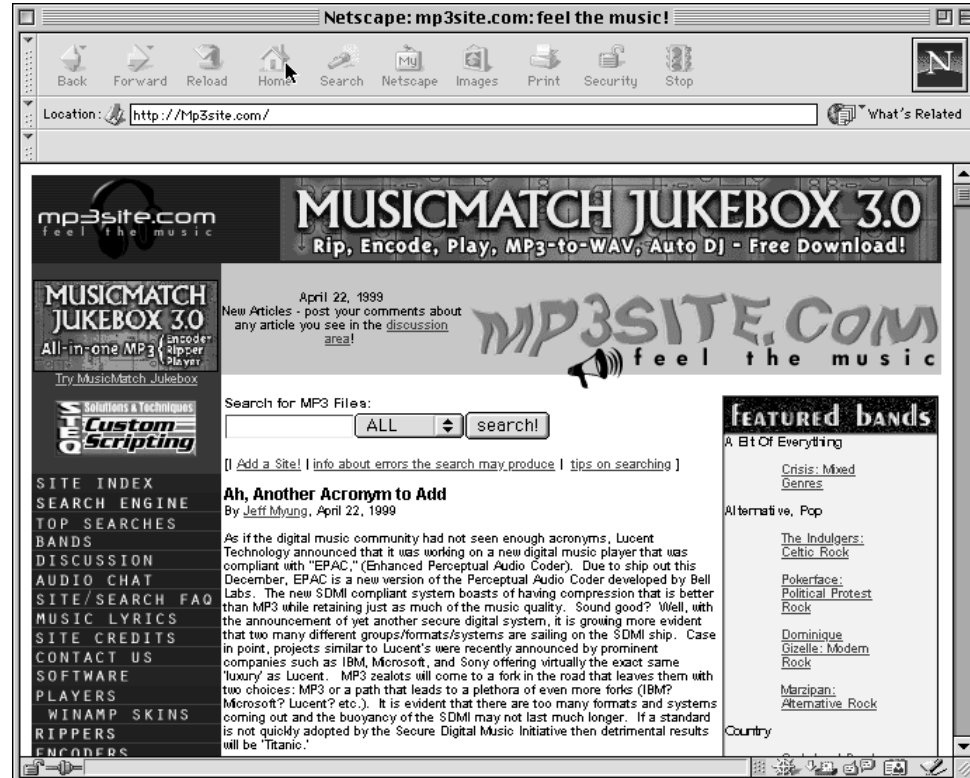 Netscape: mp3site.com: feel the music!
Back Forward Reload Home Search Netscape Images Print Security Stop
My
N
Location: http://Mp3site.com/ What's Related
mp3site.com
feel the music
MUSICMATCH JUKEBOX 3.0
Rip, Encode, Play, MP3-to-WAV, Auto DJ - Free Download!
MUSICMATCH
JUKEBOX 3.0
All-in-one MP3 { Encoder
Ripper
Player
Try MusicMatch Jukebox
Solutions & Techniques
Custom
Scripting
SITE INDEX
SEARCH ENGINE
TOP SEARCHES
BANDS
DISCUSSION
AUDIO CHAT
SITE/SEARCH FAQ
MUSIC LYRICS
SITE CREDITS
CONTACT US
SOFTWARE
PLAYERS
WINAMP SKINS
RIPPERS
ENCODERS
April 22, 1999
New Articles - post your comments about
any article you see in the discussion
area!
MP3SITE.COM
feel the music
Search for MP3 Files:
ALL search!
[| Add a Site! | info about errors the search may produce | tips on searching ]
Ah, Another Acronym to Add
By Jeff Myung, April 22, 1999
As if the digital music community had not seen enough acronyms, Lucent
Technology announced that it was working on a new digital music player that was
compliant with "EPAC," (Enhanced Perceptual Audio Coder). Due to ship out this
December, EPAC is a new version of the Perceptual Audio Coder developed by Bell
Labs. The new SDMI compliant system boasts of having compression that is better
than MP3 while retaining just as much of the music quality. Sound good? Well, with
the announcement of yet another secure digital system, it is growing more evident
that two many different groups/formats/systems are sailing on the SDMI ship. Case
in point, projects similar to Lucent's were recently announced by prominent
companies such as IBM, Microsoft, and Sony offering virtually the exact same
'luxury' as Lucent. MP3 zealots will come to a fork in the road that leaves them with
two choices: MP3 or a path that leads to a plethora of even more forks (IBM?
Microsoft? Lucent? etc.). It is evident that there are too many formats and systems
coming out and the buoyancy of the SDMI may not last much longer. If a standard
is not quickly adopted by the Secure Digital Music Initiative then detrimental results
will be 'Titanic.'
featured bands
A Bit Of Everything
Crisis: Mixed
Genres
Alternative, Pop
The Indulgers:
Celtic Rock
Pokerface:
Political Protest
Rock
Dominique
Gizelle: Modern
Rock
Marzipan:
Alternative Rock
Country